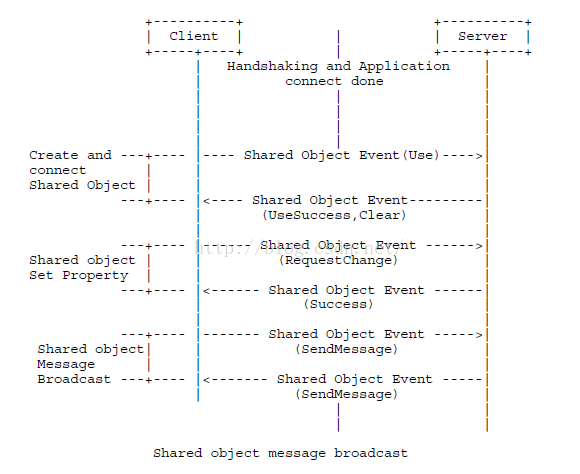 Client
Server
Handshaking and Application
connect done
Create and
connect
Shared Object
Shared Object Event(Use)
Shared Object Event
(UseSuccess,Clear)
Shared object
Set Property
Shared Object Event
(RequestChange)
Shared Object Event
(Success)
Shared object
Message
Broadcast
Shared Object Event
(SendMessage)
Shared Object Event
(SendMessage)
Shared object message broadcast